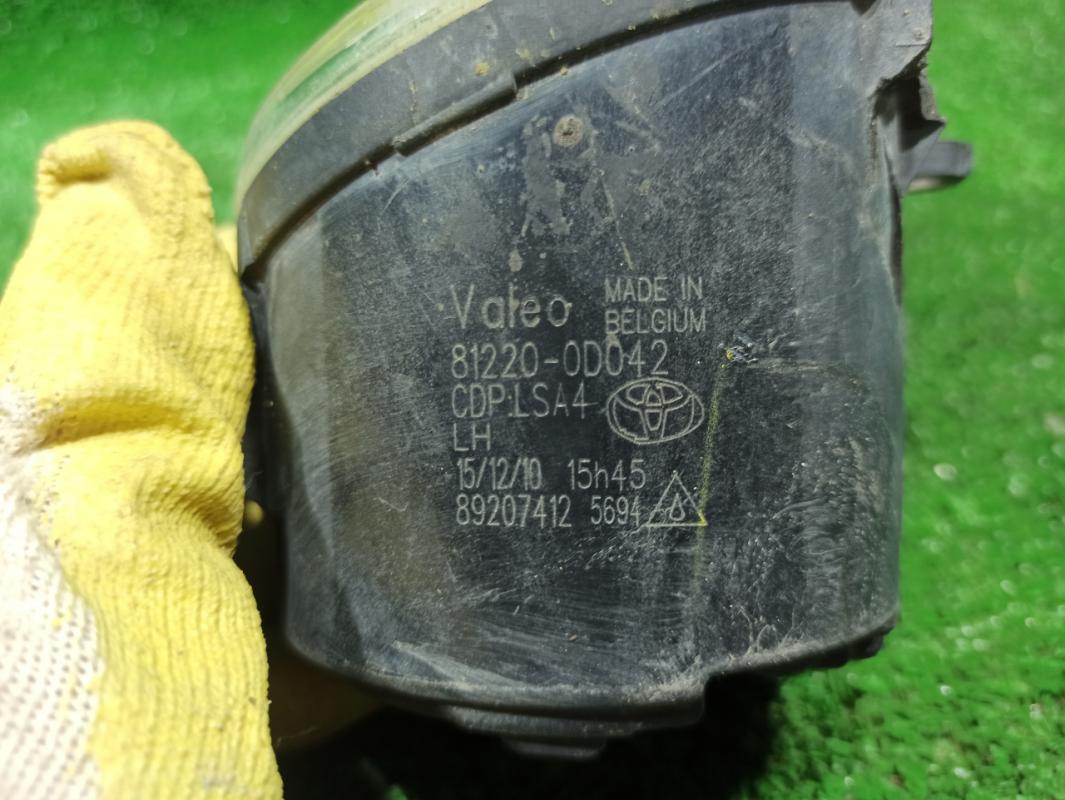 Valeo MADE IN
BELGIUM
81220-0D042
CDP:LSA4
LH
15/12/10 15h45
89207412 5694